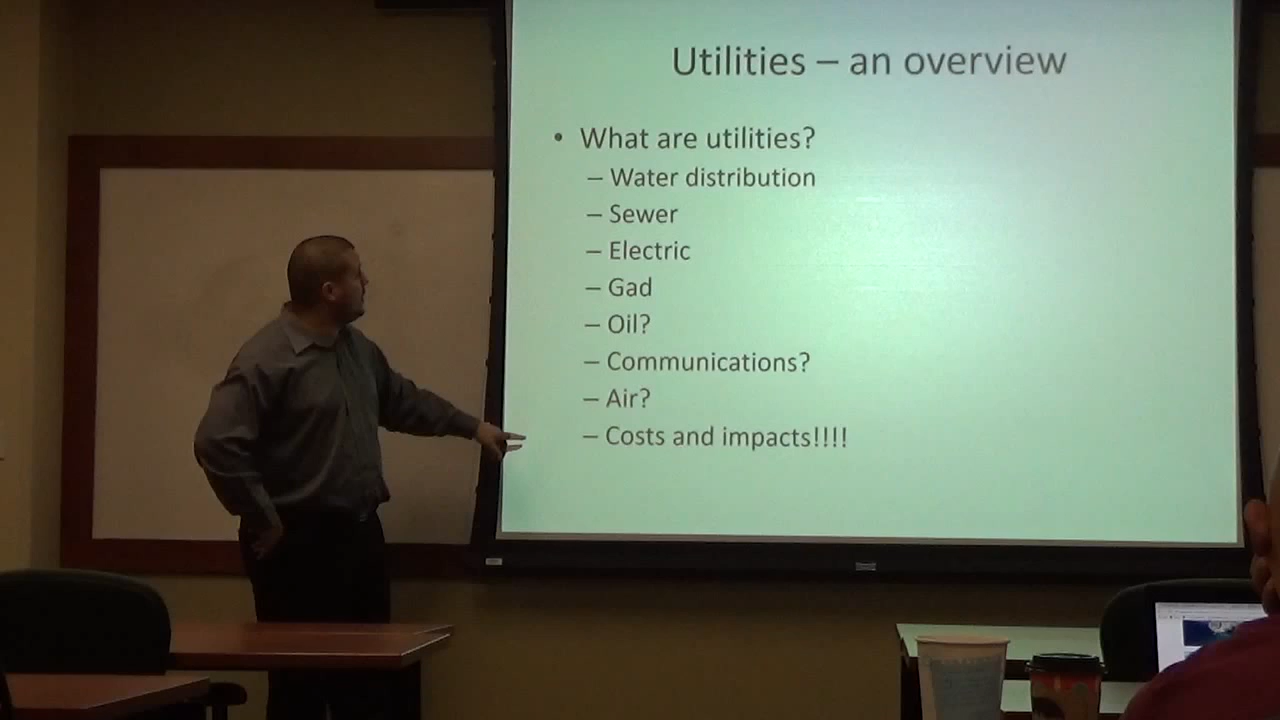 Utilities – an overview
• What are utilities?
– Water distribution
– Sewer
– Electric
– Gad
– Oil?
– Communications?
– Air?
– Costs and impacts!!!!